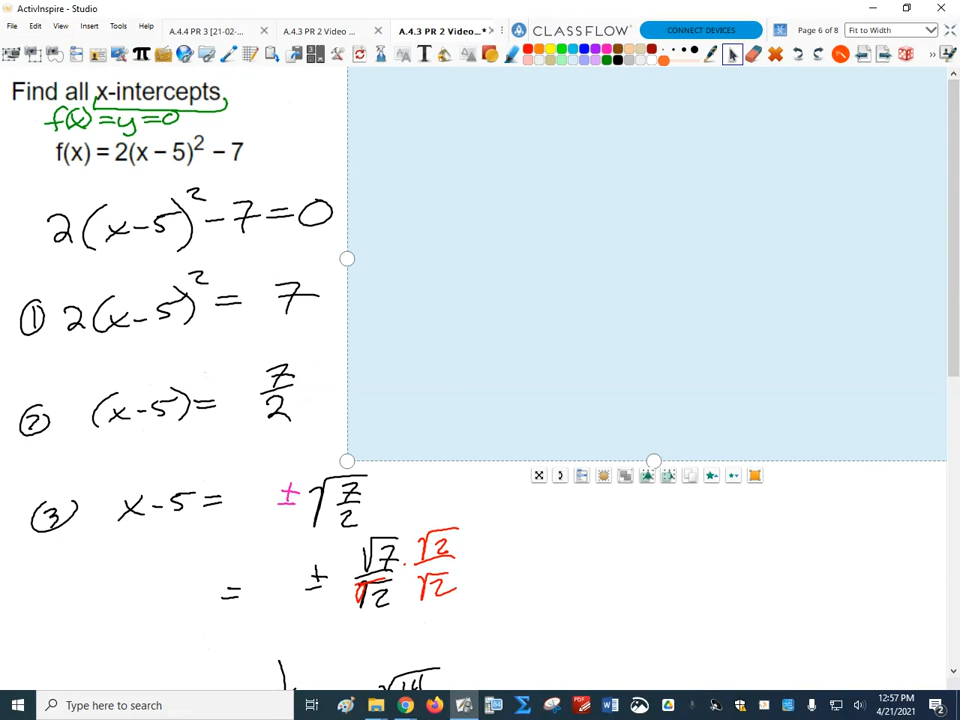 ActivInspire - Studio
File Edit View Insert Tools Help
A.4.4 PR 3 [21-02-... A.4.3 PR 2 Video ... A.4.3 PR 2 Video...*
CLASSFLOW
CONNECT DEVICES
Page 6 of 8
Fit to Width
Find all x-intercepts
f(x) = y = 0
f(x) = 2(x − 5)² − 7
2(x-5)² - 7 = 0
① 2(x-5)² = 7
② (x-5) = 7/2
③ x-5 = ± √7/2
= ± √7/√2 · √2/√2
√14
Type here to search
12:57 PM
4/21/2021
2